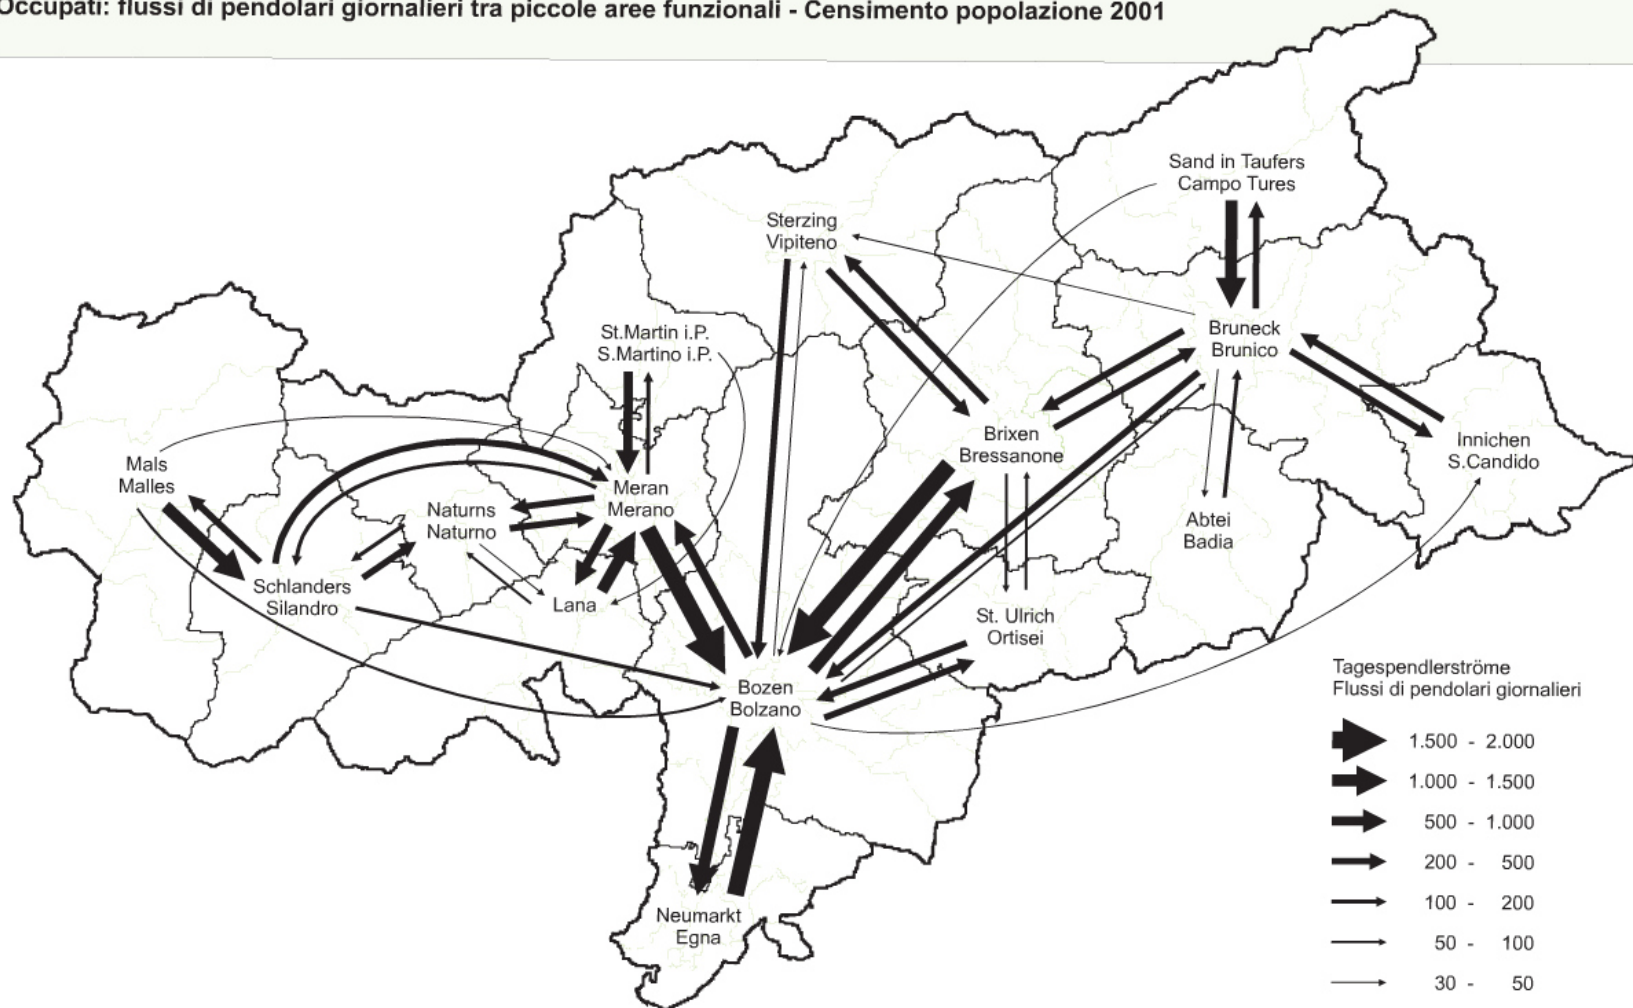 Occupati: flussi di pendolari giornalieri tra piccole aree funzionali - Censimento popolazione 2001
Sand in Taufers
Campo Tures
Sterzing
Vipiteno
Bruneck
Brunico
St.Martin i.P.
S.Martino i.P.
Brixen
Bressanone
Innichen
S.Candido
Mals
Malles
Meran
Merano
Naturns
Naturno
Abtei
Badia
Schlanders
Silandro
Lana
St. Ulrich
Ortisei
Bozen
Bolzano
Neumarkt
Egna
Tagespendlerströme
Flussi di pendolari giornalieri
1.500 - 2.000
1.000 - 1.500
500 - 1.000
200 - 500
100 - 200
50 - 100
30 - 50